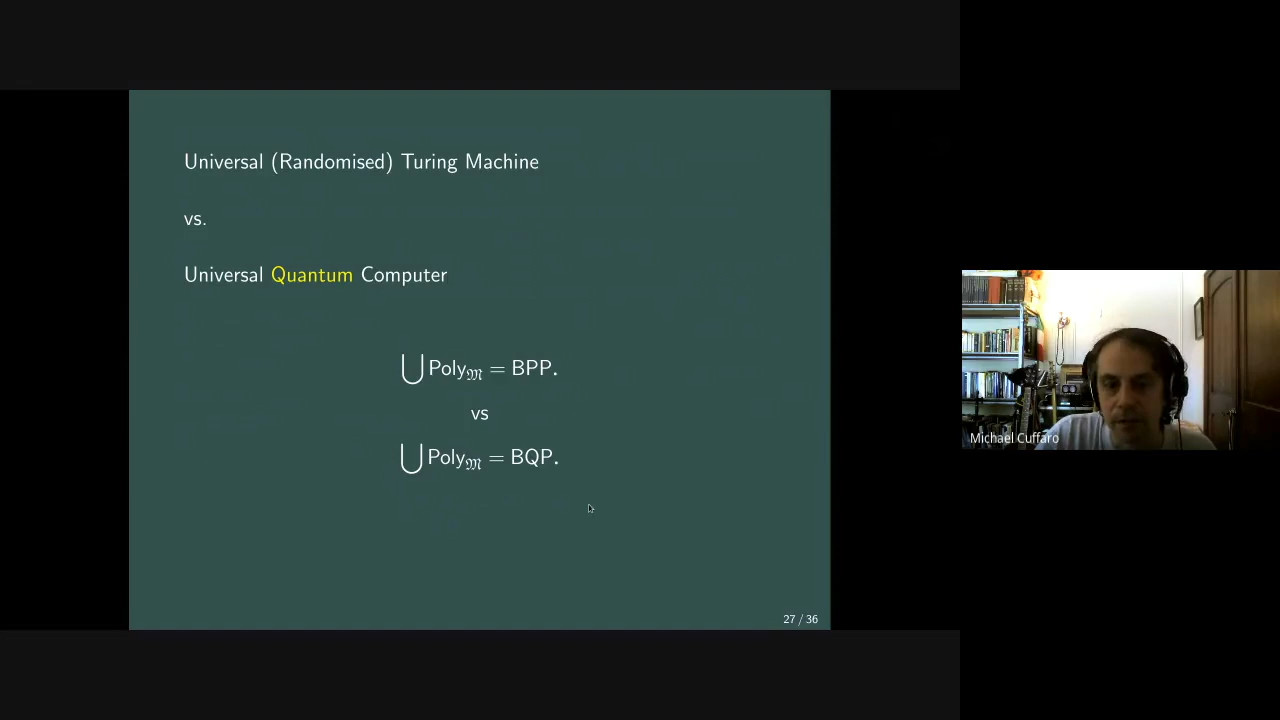 Universal (Randomised) Turing Machine
vs.
Universal Quantum Computer
⋃ Poly𝔐 = BPP.
vs
⋃ Poly𝔐 = BQP.
27 / 36
Michael Cuffaro